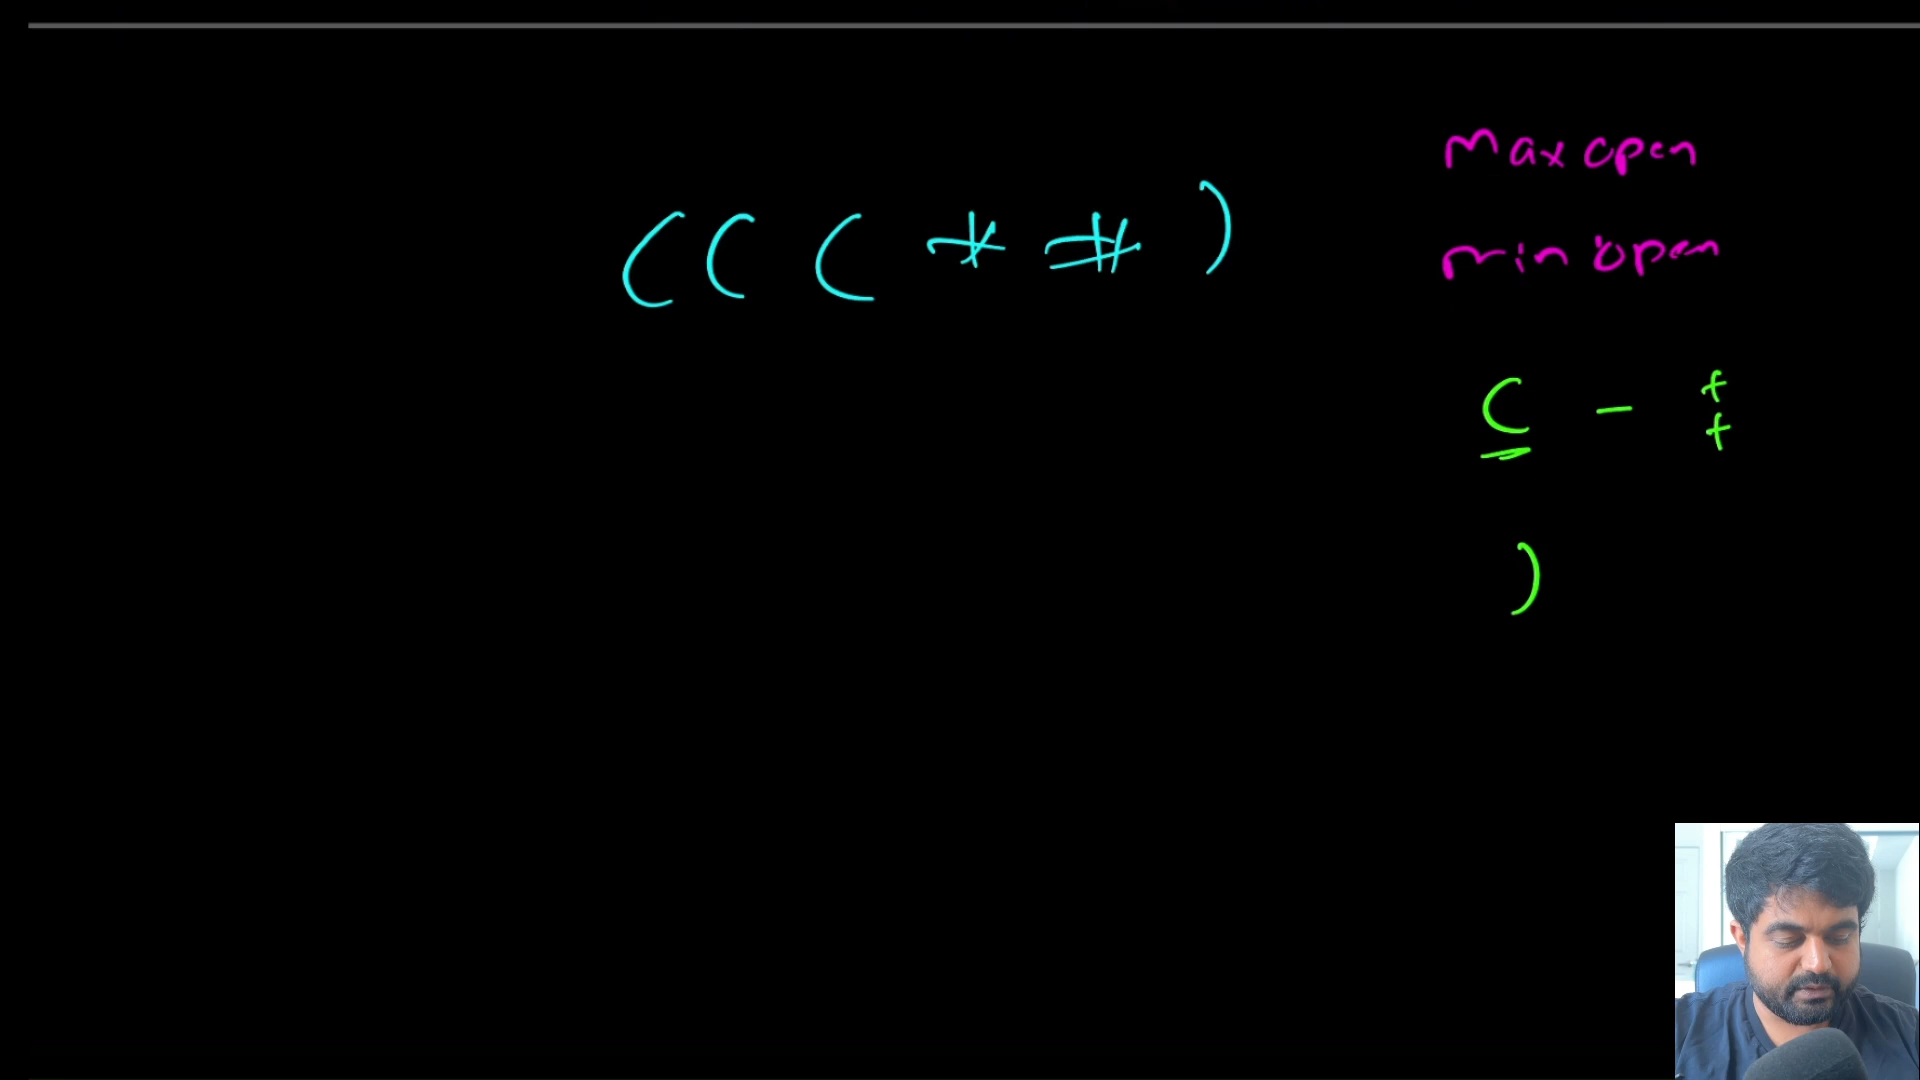 ( ( ( * * )
Max open
min open
( - +
+
)